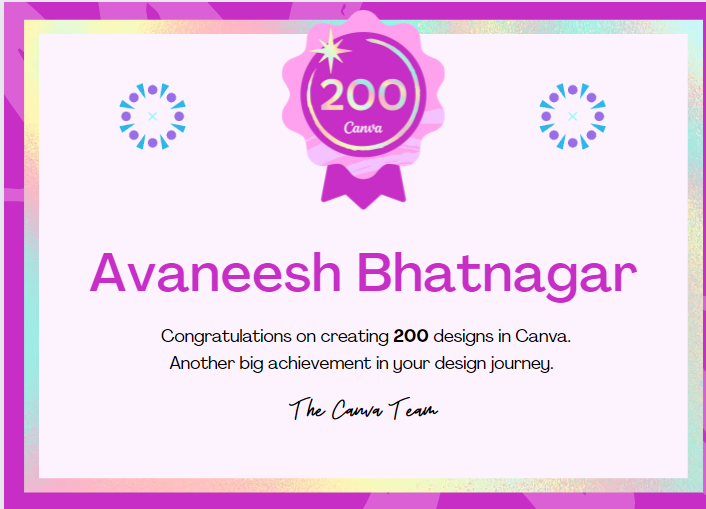 200
Canva
Avaneesh Bhatnagar
Congratulations on creating 200 designs in Canva.
Another big achievement in your design journey.
The Canva Team